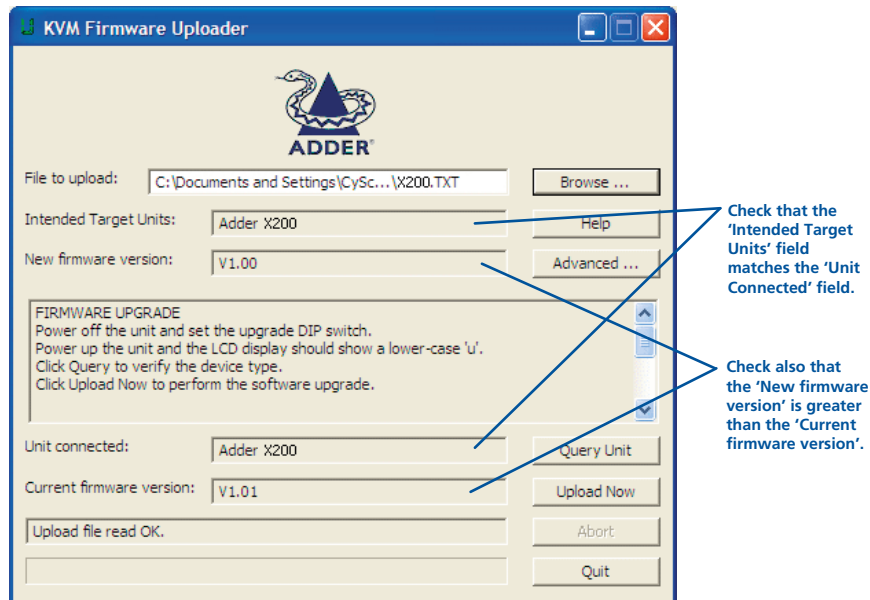 KVM Firmware Uploader
ADDER®
File to upload: C:\Documents and Settings\CySc...\X200.TXT Browse ...
Intended Target Units: Adder X200 Help
New firmware version: V1.00 Advanced ...
FIRMWARE UPGRADE
Power off the unit and set the upgrade DIP switch.
Power up the unit and the LCD display should show a lower-case 'u'.
Click Query to verify the device type.
Click Upload Now to perform the software upgrade.
Unit connected: Adder X200 Query Unit
Current firmware version: V1.01 Upload Now
Upload file read OK. Abort
Quit
Check that the
‘Intended Target
Units’ field
matches the ‘Unit
Connected’ field.
Check also that
the ‘New firmware
version’ is greater
than the ‘Current
firmware version’.